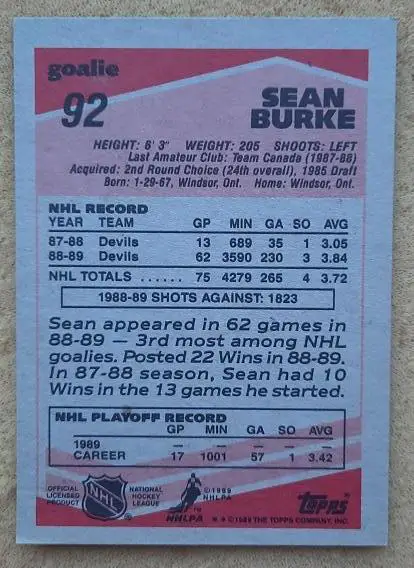 goalie
92
SEAN
BURKE
HEIGHT: 6' 3" WEIGHT: 205 SHOOTS: LEFT
Last Amateur Club: Team Canada (1987-88)
Acquired: 2nd Round Choice (24th overall), 1985 Draft
Born: 1-29-67, Windsor, Ont. Home: Windsor, Ont.
NHL RECORD
YEAR TEAM GP MIN GA SO AVG
87-88 Devils 13 689 35 1 3.05
88-89 Devils 62 3590 230 3 3.84
NHL TOTALS ...... 75 4279 265 4 3.72
1988-89 SHOTS AGAINST: 1823
Sean appeared in 62 games in
88-89 — 3rd most among NHL
goalies. Posted 22 Wins in 88-89.
In 87-88 season, Sean had 10
Wins in the 13 games he started.
NHL PLAYOFF RECORD
GP MIN GA SO AVG
1989 — — — — —
CAREER 17 1001 57 1 3.42
OFFICIAL
LICENSED
PRODUCT
NHL
NATIONAL
HOCKEY
LEAGUE
TM
NHLPA
©1989
NHLPA
TOPPS®
* * ©1989 THE TOPPS COMPANY, INC.